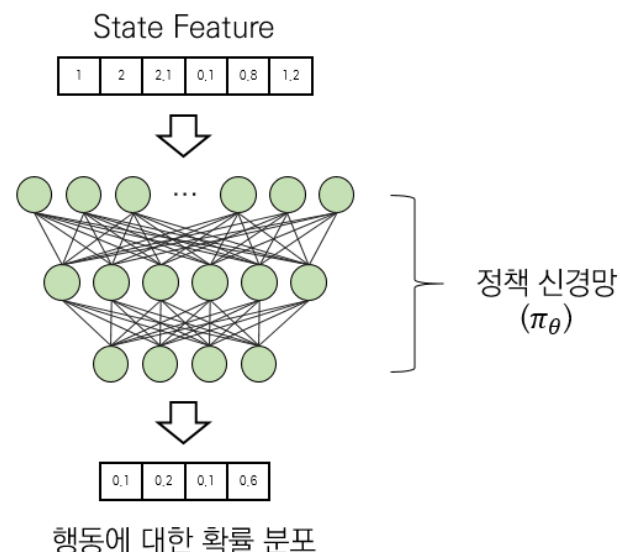 State Feature
1 2 2.1 0.1 0.8 1.2
...
정책 신경망
(π_θ)
0.1 0.2 0.1 0.6
행동에 대한 확률 분포